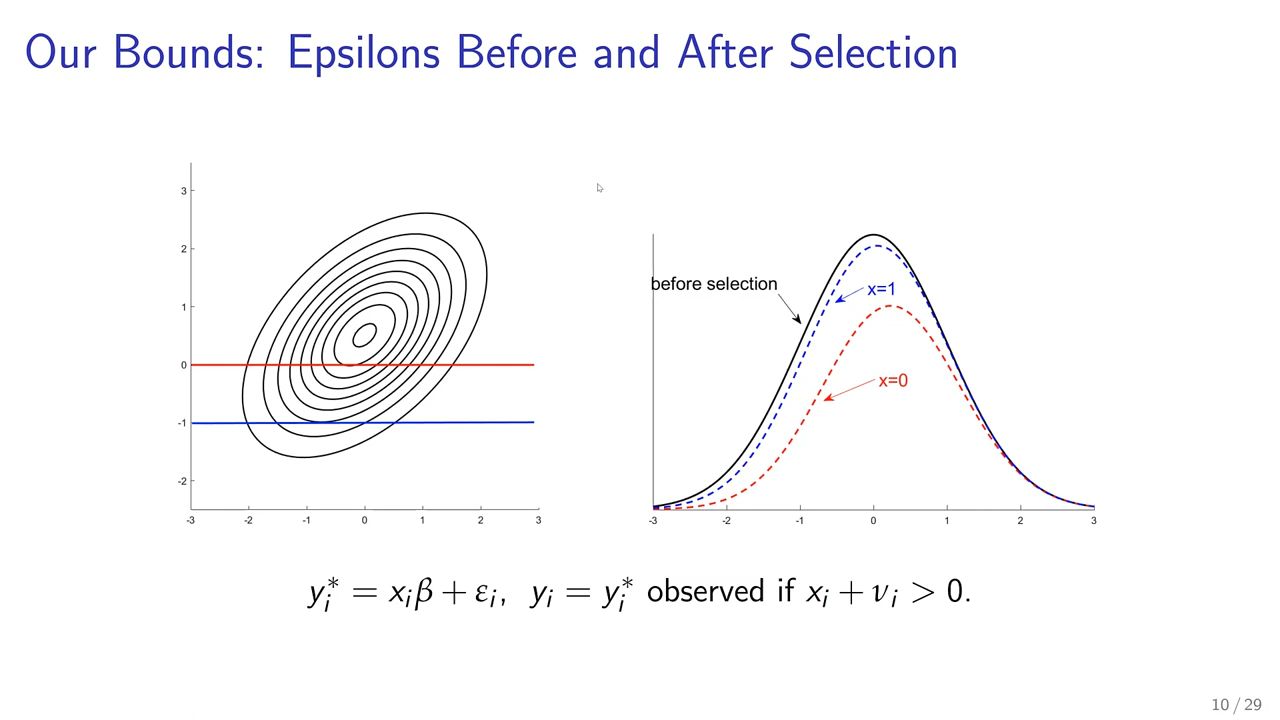 Our Bounds: Epsilons Before and After Selection
3
2
1
0
-1
-2
-3 -2 -1 0 1 2 3
before selection
x=1
x=0
-3 -2 -1 0 1 2 3
y_i^* = x_iβ + ε_i, y_i = y_i^* observed if x_i + ν_i > 0.
10 / 29